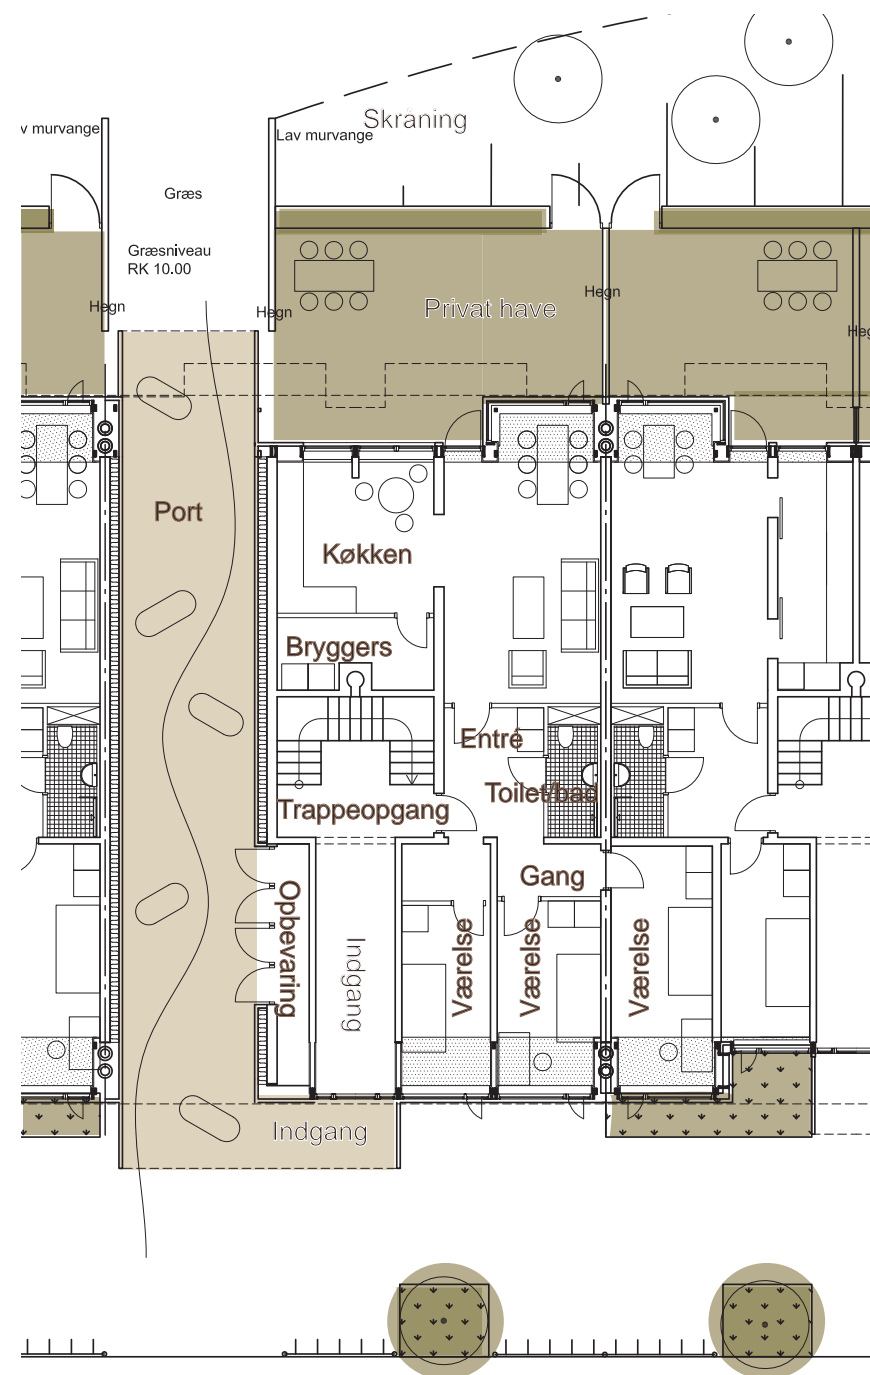 Skråning
v murvange
Lav murvange
Græs
Græsniveau
RK 10.00
Hegn
Hegn
Privat have
Hegn
Heg
Port
Køkken
Bryggers
Entré
Toilet/bad
Trappeopgang
Gang
Opbevaring
Indgang
Værelse
Værelse
Værelse
Indgang